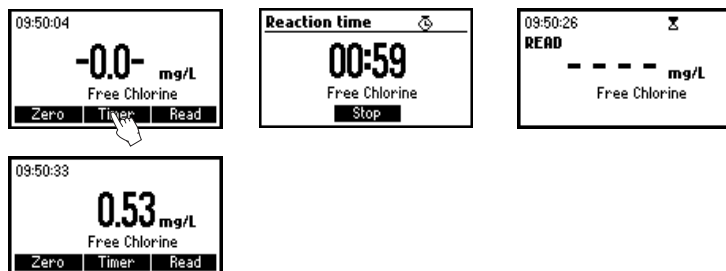 09:50:04
-0.0- mg/L
Free Chlorine
Zero Timer Read
Reaction time
00:59
Free Chlorine
Stop
09:50:26
READ
- - - - mg/L
Free Chlorine
09:50:33
0.53 mg/L
Free Chlorine
Zero Timer Read